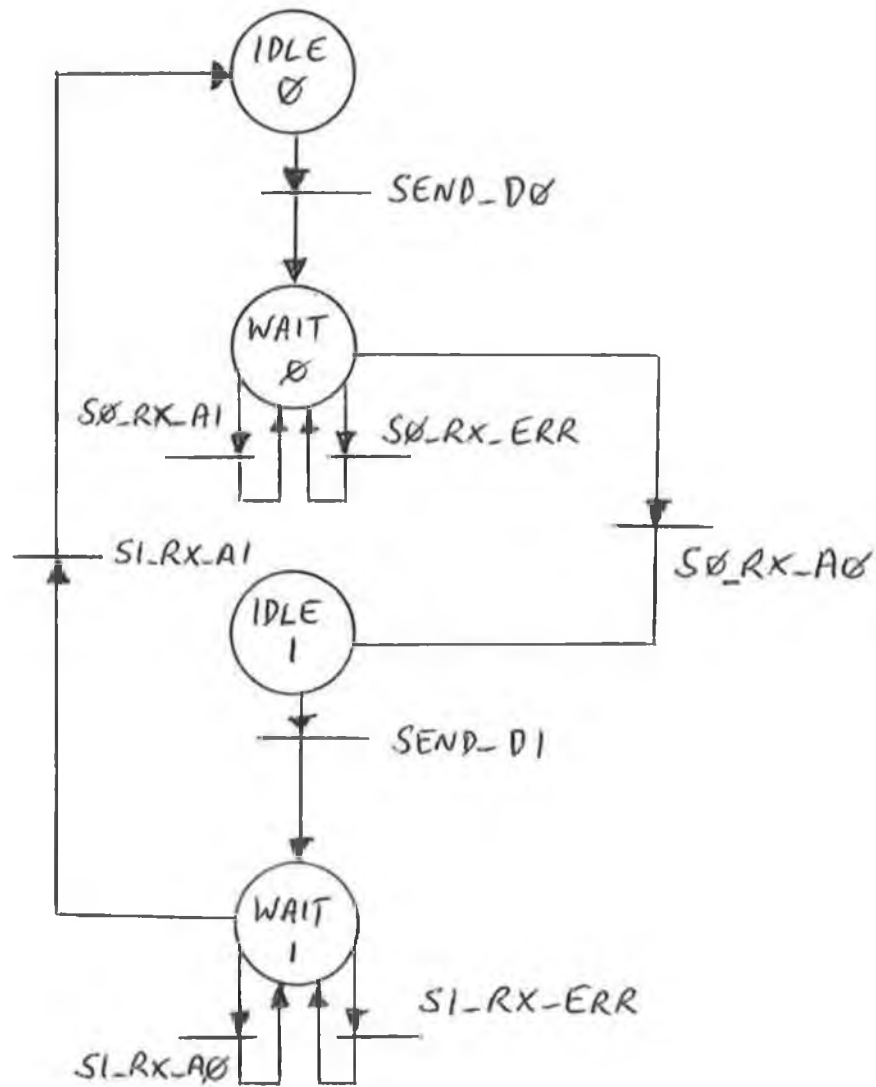 IDLE
Ø
SEND_DØ
WAIT
Ø
SØ_RX_A1
SØ_RX_ERR
S1_RX_A1
SØ_RX_AØ
IDLE
1
SEND_D1
WAIT
1
S1_RX_ERR
S1_RX_AØ